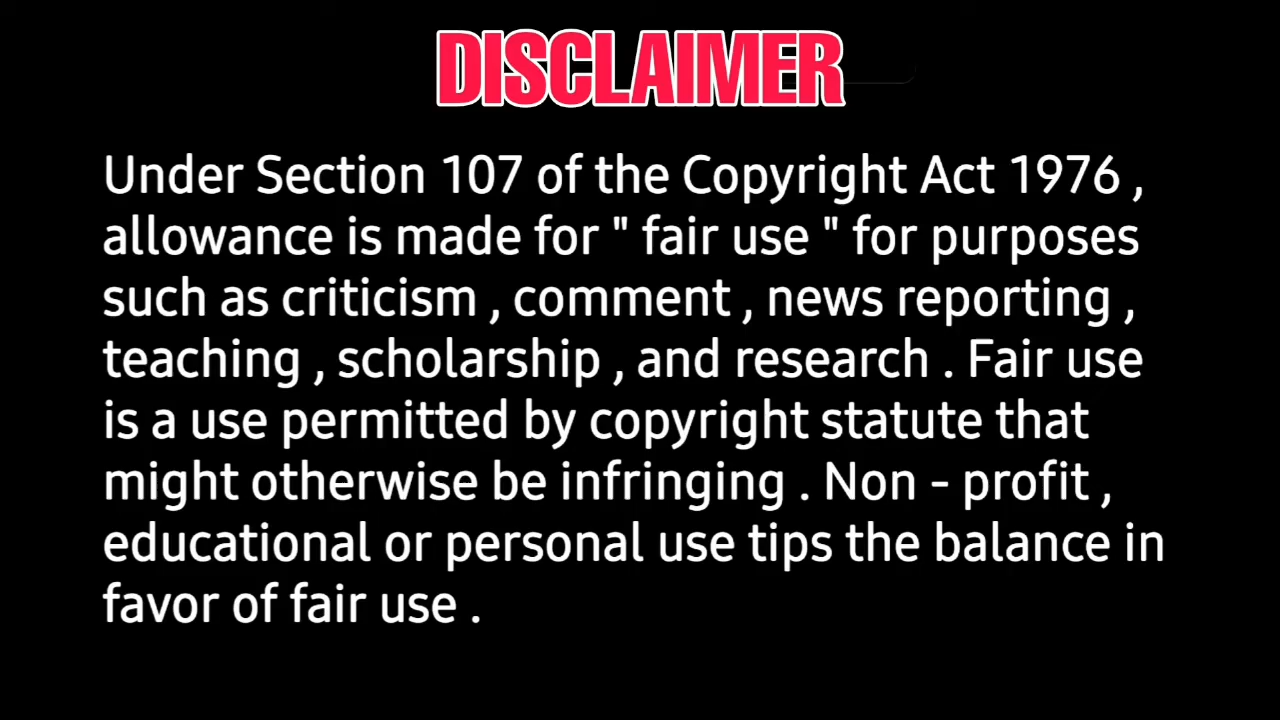 DISCLAIMER
Under Section 107 of the Copyright Act 1976 ,
allowance is made for " fair use " for purposes
such as criticism , comment , news reporting ,
teaching , scholarship , and research . Fair use
is a use permitted by copyright statute that
might otherwise be infringing . Non - profit ,
educational or personal use tips the balance in
favor of fair use .